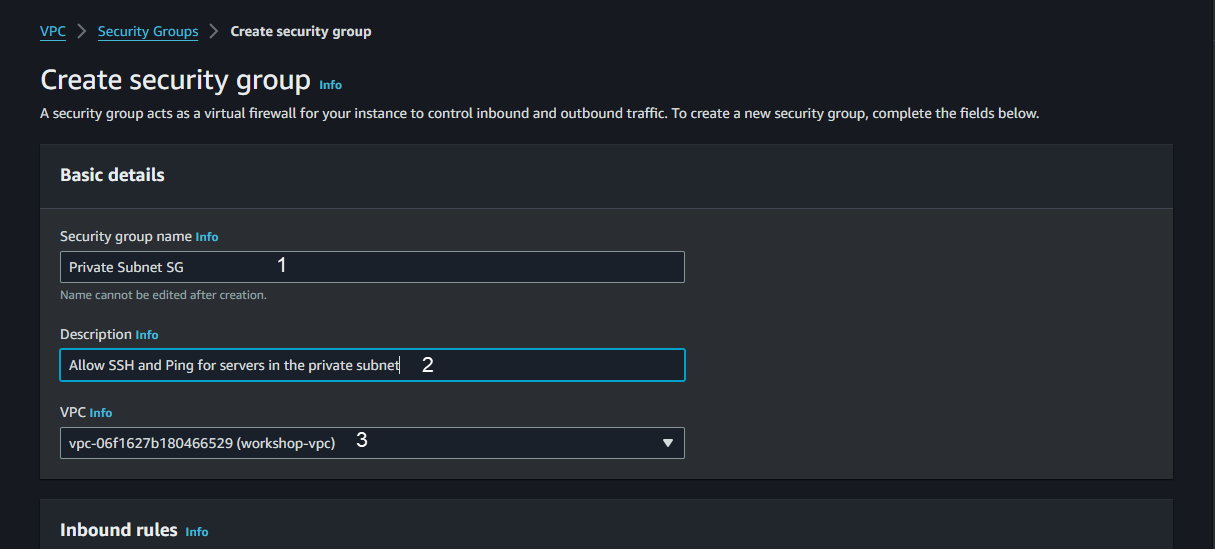 VPC > Security Groups > Create security group
Create security group Info
A security group acts as a virtual firewall for your instance to control inbound and outbound traffic. To create a new security group, complete the fields below.
Basic details
Security group name Info
Private Subnet SG 1
Name cannot be edited after creation.
Description Info
Allow SSH and Ping for servers in the private subnet 2
VPC Info
vpc-06f1627b180466529 (workshop-vpc) 3
Inbound rules Info